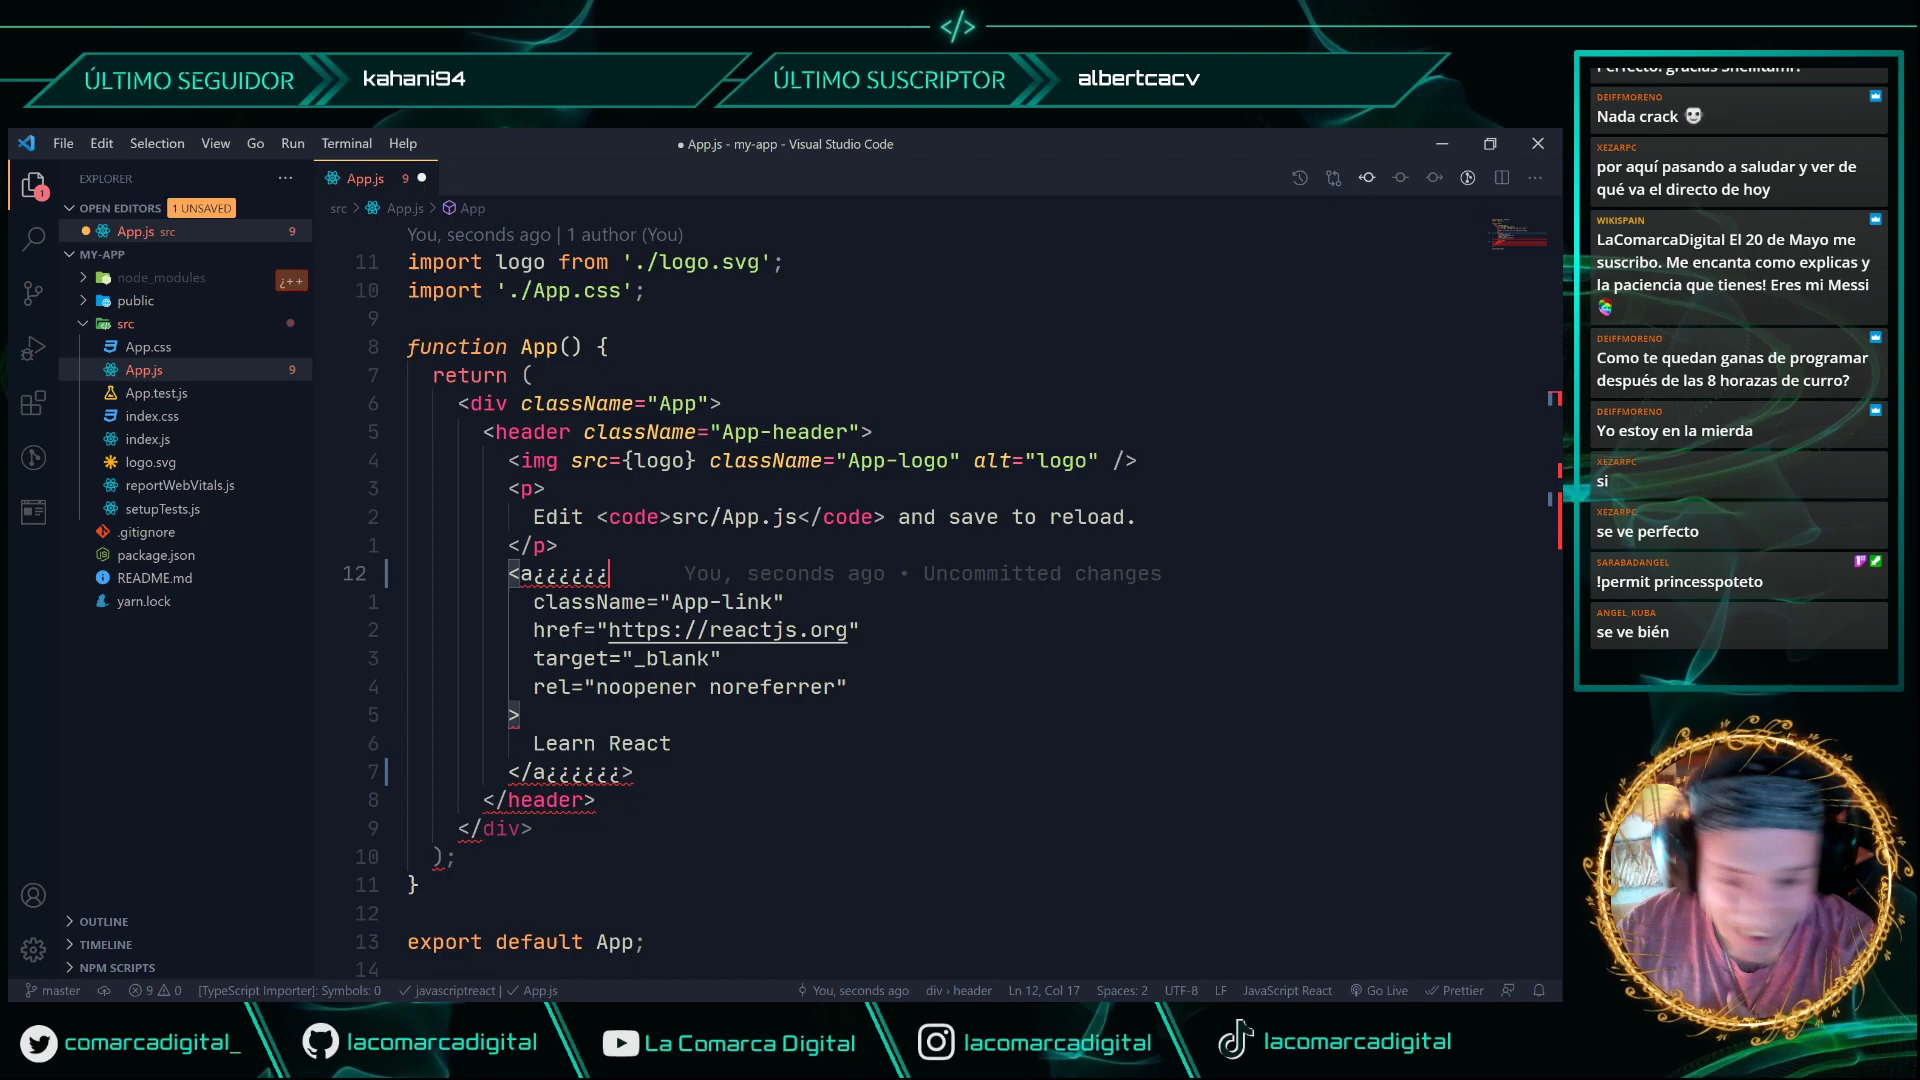 </>
ÚLTIMO SEGUIDOR
kahani94
ÚLTIMO SUSCRIPTOR
albertcacv
File Edit Selection View Go Run Terminal Help
● App.js - my-app - Visual Studio Code
EXPLORER
OPEN EDITORS 1 UNSAVED
App.js src 9
MY-APP
node_modules
¿++
public
src
App.css
App.js 9
App.test.js
index.css
index.js
logo.svg
reportWebVitals.js
setupTests.js
.gitignore
package.json
README.md
yarn.lock
OUTLINE
TIMELINE
NPM SCRIPTS
1
App.js 9
src > App.js > App
You, seconds ago | 1 author (You)
11 import logo from './logo.svg';
10 import './App.css';
9
8 function App() {
7 return (
6 <div className="App">
5 <header className="App-header">
4 <img src={logo} className="App-logo" alt="logo" />
3 <p>
2 Edit <code>src/App.js</code> and save to reload.
1 </p>
12 <a¿¿¿¿¿¿ You, seconds ago • Uncommitted changes
1 className="App-link"
2 href="https://reactjs.org"
3 target="_blank"
4 rel="noopener noreferrer"
5 >
6 Learn React
7 </a¿¿¿¿¿¿>
8 </header>
9 </div>
10 );
11 }
12
13 export default App;
14
master 9 0 [TypeScript Importer]: Symbols: 0 javascriptreact | App.js You, seconds ago div › header Ln 12, Col 17 Spaces: 2 UTF-8 LF JavaScript React Go Live Prettier
DEIFFMORENO
Nada crack
XEZARPC
por aquí pasando a saludar y ver de
qué va el directo de hoy
WIKISPAIN
LaComarcaDigital El 20 de Mayo me
suscribo. Me encanta como explicas y
la paciencia que tienes! Eres mi Messi
DEIFFMORENO
Como te quedan ganas de programar
después de las 8 horazas de curro?
DEIFFMORENO
Yo estoy en la mierda
XEZARPC
si
XEZARPC
se ve perfecto
SARABADANGEL
!permit princesspoteto
ANGEL_KUBA
se ve bién
comarcadigital_
lacomarcadigital
La Comarca Digital
lacomarcadigital
lacomarcadigital